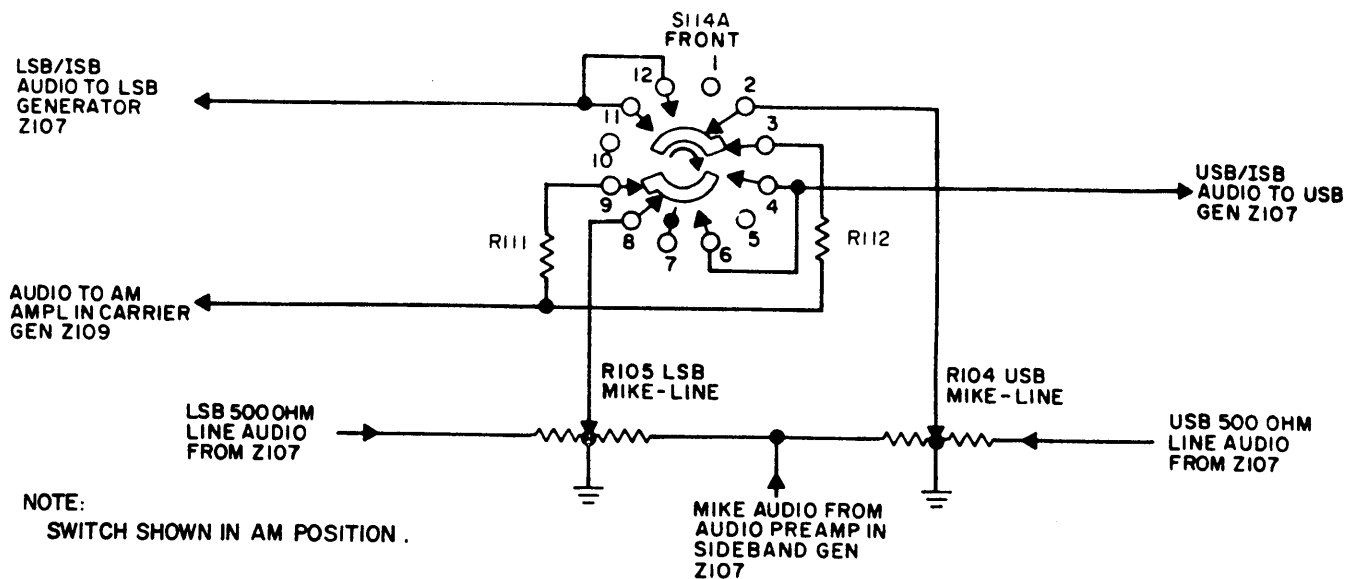 S114A
FRONT
LSB/ISB
AUDIO TO LSB
GENERATOR
Z107
12
1
2
11
3
10
9
4
8
7
6
5
USB/ISB
AUDIO TO USB
GEN Z107
R111
R112
AUDIO TO AM
AMPL IN CARRIER
GEN Z109
R105 LSB
MIKE-LINE
R104 USB
MIKE-LINE
LSB 500 OHM
LINE AUDIO
FROM Z107
USB 500 OHM
LINE AUDIO
FROM Z107
NOTE:
SWITCH SHOWN IN AM POSITION.
MIKE AUDIO FROM
AUDIO PREAMP IN
SIDEBAND GEN
Z107